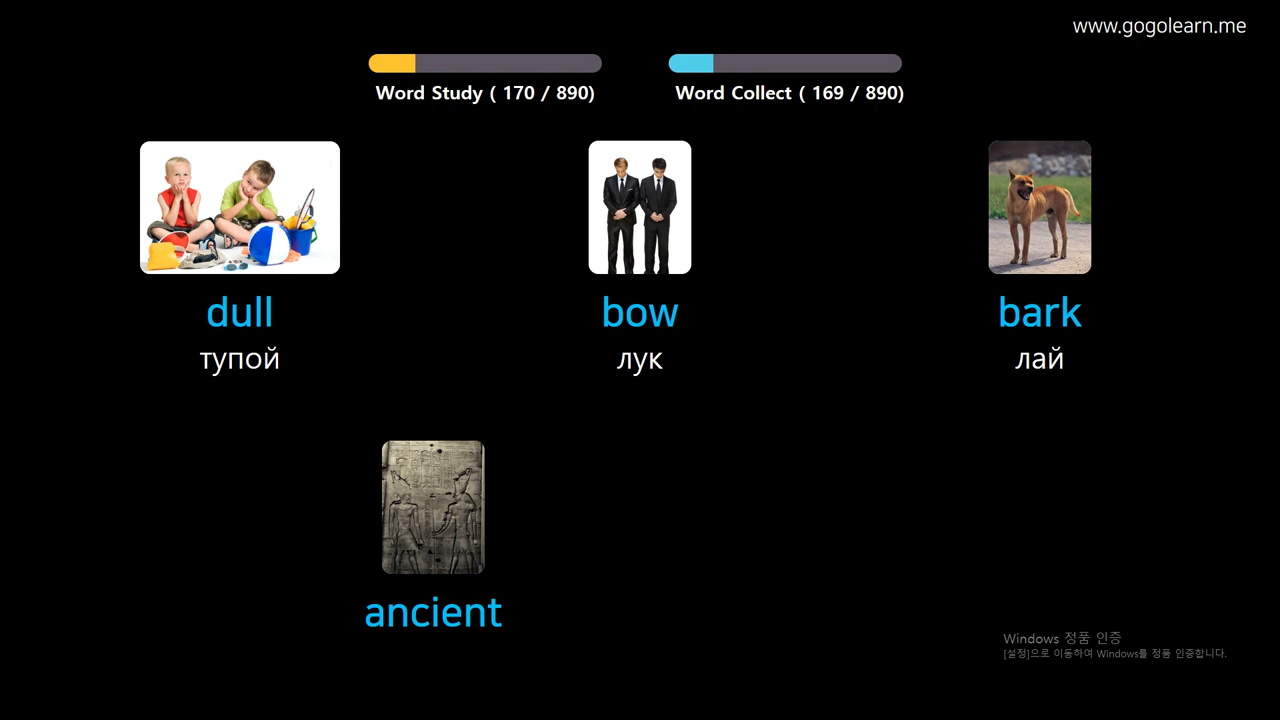 www.gogolearn.me
Word Study ( 170 / 890)
Word Collect ( 169 / 890)
dull
тупой
bow
лук
bark
лай
ancient
Windows 정품 인증
[설정]으로 이동하여 Windows를 정품 인증합니다.